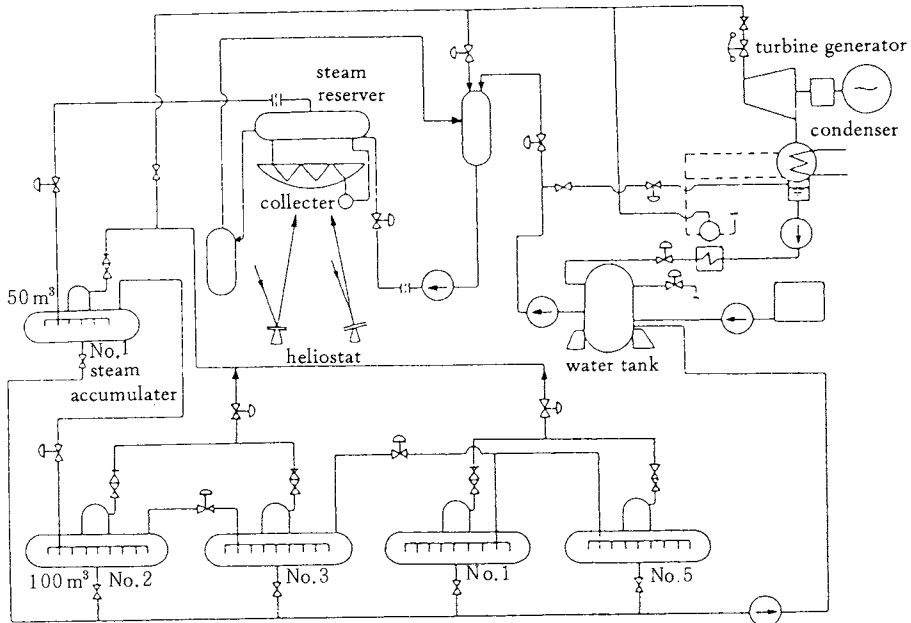 turbine generator
steam
reserver
condenser
collecter
50 m³
No. 1
steam
accumulater
heliostat
water tank
100 m³
No. 2
No. 3
No. 1
No. 5